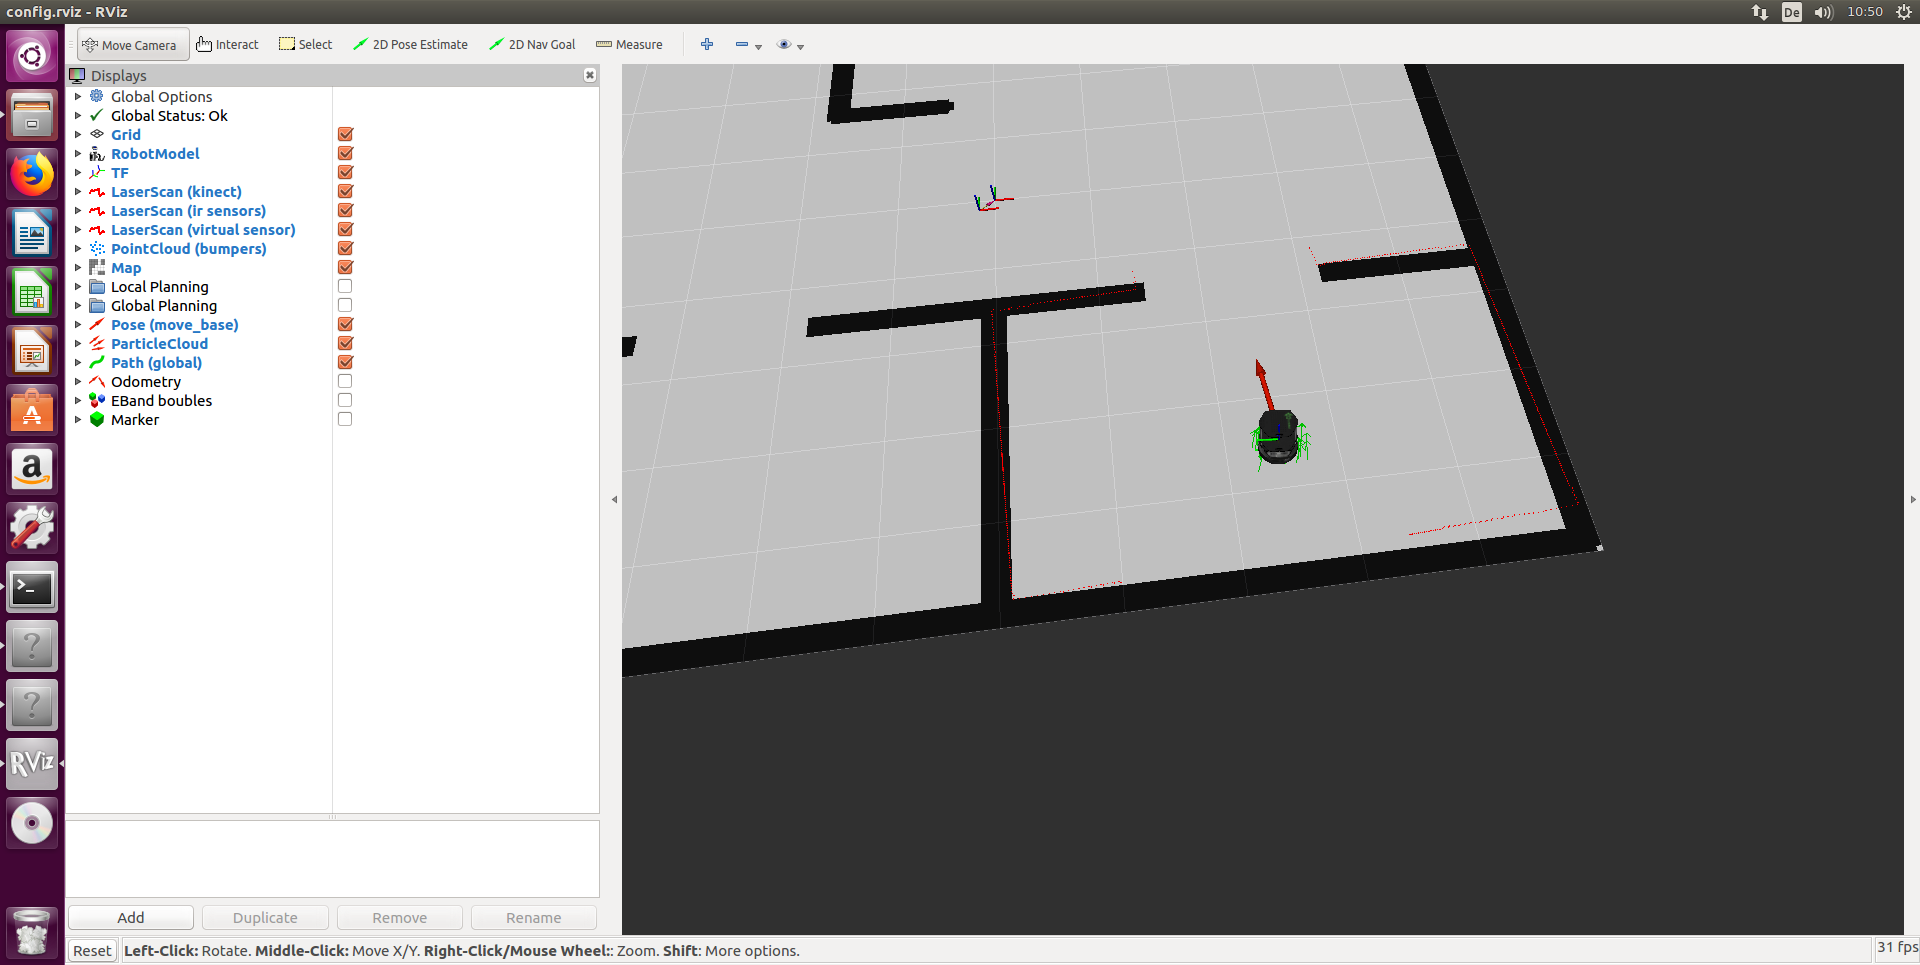 config.rviz - RViz
De
10:50
Move Camera
Interact
Select
2D Pose Estimate
2D Nav Goal
Measure
Displays
Global Options
Global Status: Ok
Grid
RobotModel
TF
LaserScan (kinect)
LaserScan (ir sensors)
LaserScan (virtual sensor)
PointCloud (bumpers)
Map
Local Planning
Global Planning
Pose (move_base)
ParticleCloud
Path (global)
Odometry
EBand boubles
Marker
A
a
>_
?
?
RViz
Add
Duplicate
Remove
Rename
Reset
Left-Click: Rotate. Middle-Click: Move X/Y. Right-Click/Mouse Wheel:: Zoom. Shift: More options.
31 fps